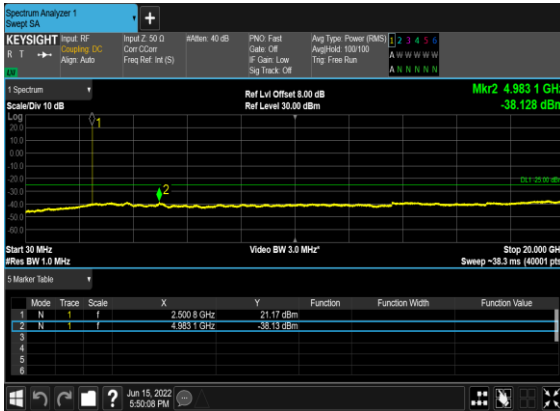 Spectrum Analyzer 1
Swept SA
KEYSIGHT Input: RF Input Z: 50 Ω #Atten: 40 dB PNO: Fast Avg Type: Power (RMS) 1 2 3 4 5 6
R T Coupling: DC Corr CCorr Gate: Off Avg|Hold: 100/100 A W W W W W
Align: Auto Freq Ref: Int (S) IF Gain: Low Trig: Free Run
Sig Track: Off A N N N N N
1 Spectrum
Scale/Div 10 dB
Ref Lvl Offset 8.00 dB
Ref Level 30.00 dBm
Mkr2 4.983 1 GHz
-38.128 dBm
Log
20.0
10.0
0.00
-10.0
-20.0
-30.0
-40.0
-50.0
-60.0
1
2
DL1 -25.00 dBm
Start 30 MHz Video BW 3.0 MHz* Stop 20.000 GHz
#Res BW 1.0 MHz Sweep ~38.3 ms (40001 pts)
5 Marker Table
Mode Trace Scale X Y Function Function Width Function Value
1 N 1 f 2.500 8 GHz 21.17 dBm
2 N 1 f 4.983 1 GHz -38.13 dBm
3
4
5
6
Jun 15, 2022
5:50:08 PM